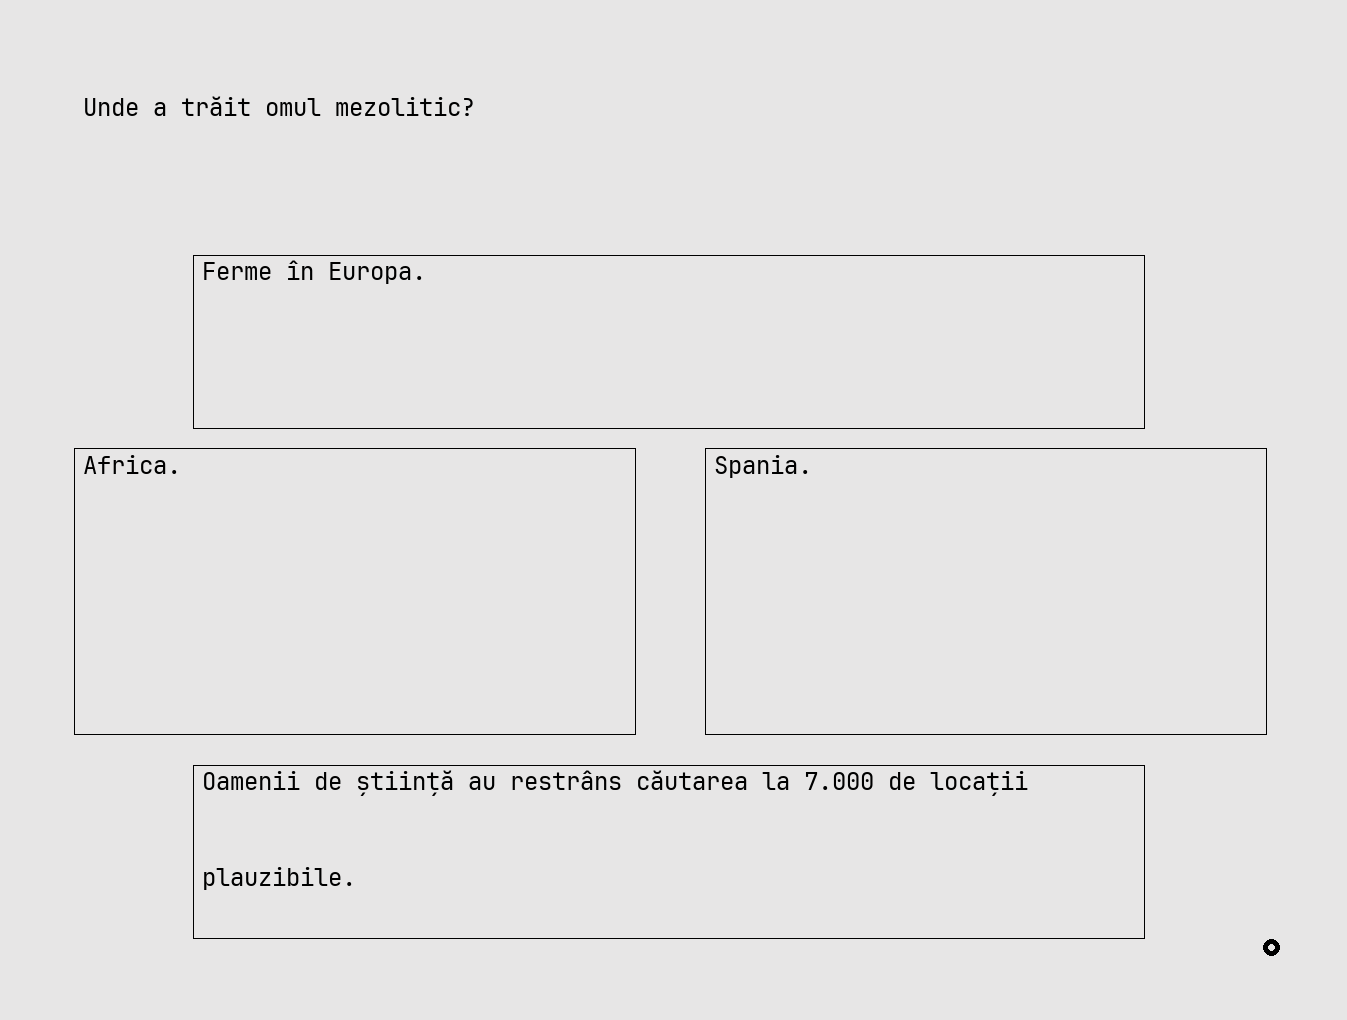 Unde a trăit omul mezolitic?
Ferme în Europa.
Africa.
Spania.
Oamenii de știință au restrâns căutarea la 7.000 de locații
plauzibile.